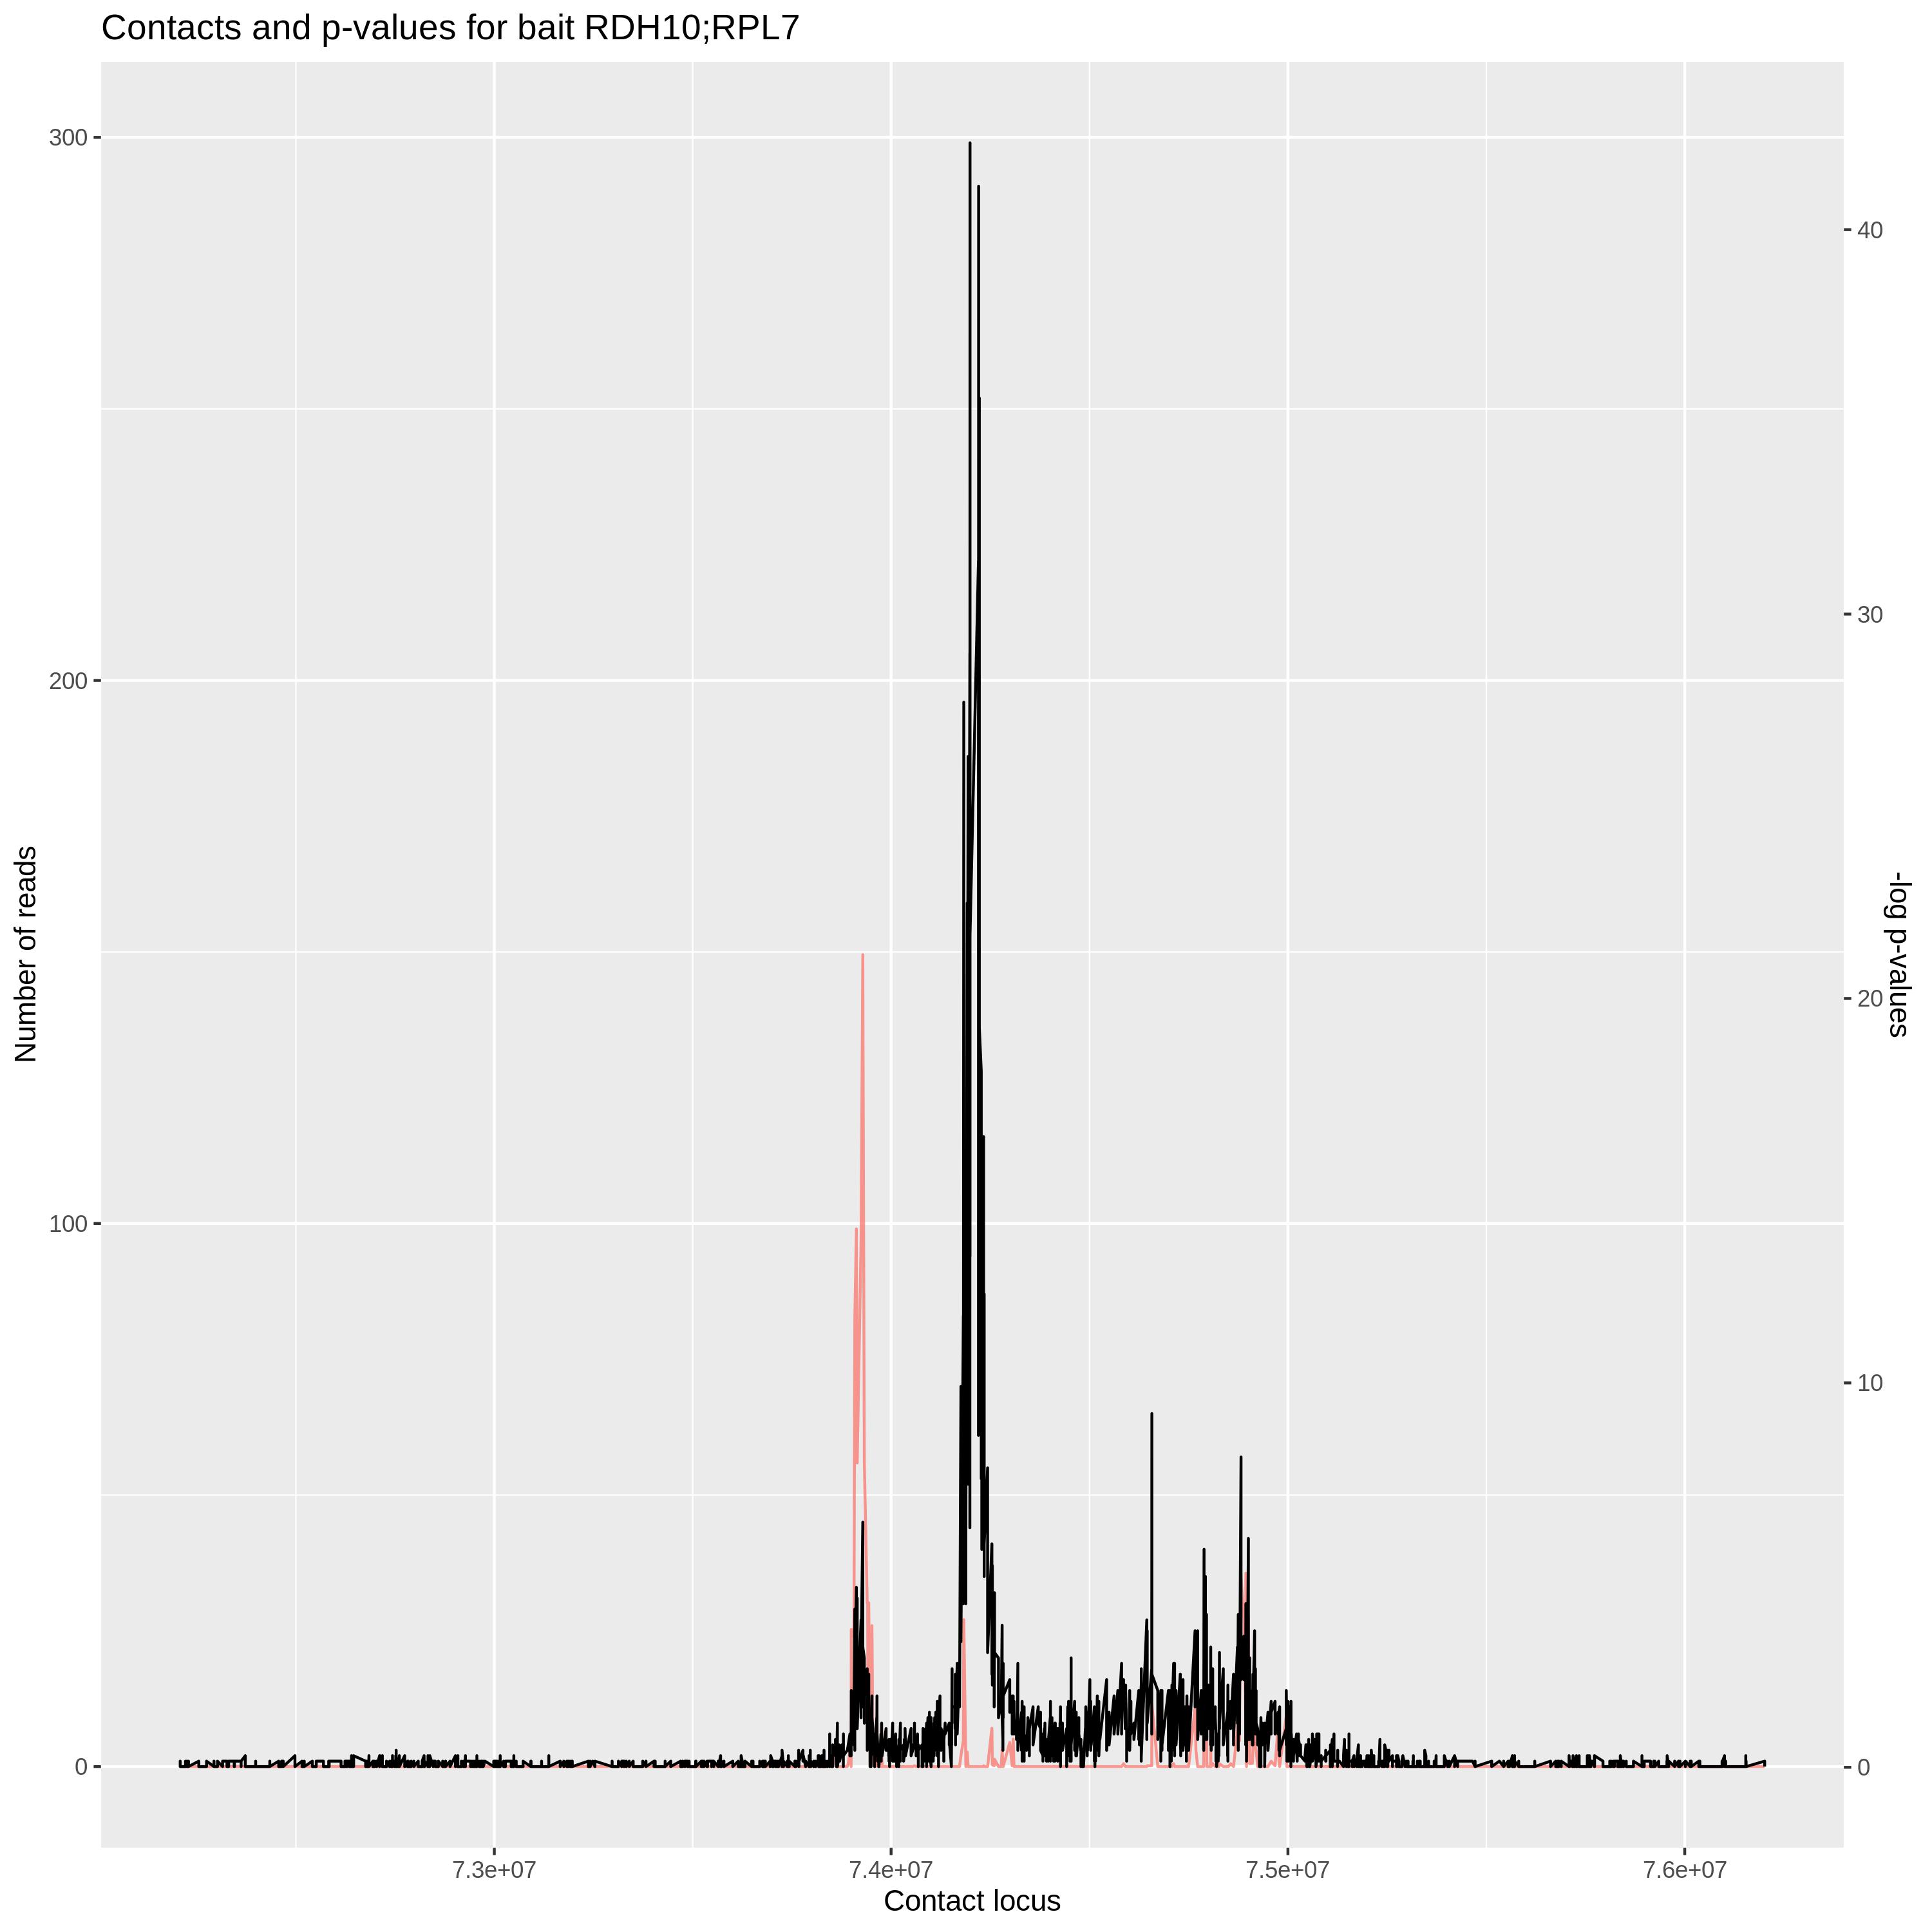 Contacts and p-values for bait RDH10;RPL7
300
200
100
0
Number of reads
40
30
20
10
0
-log p-values
7.3e+07
7.4e+07
7.5e+07
7.6e+07
Contact locus